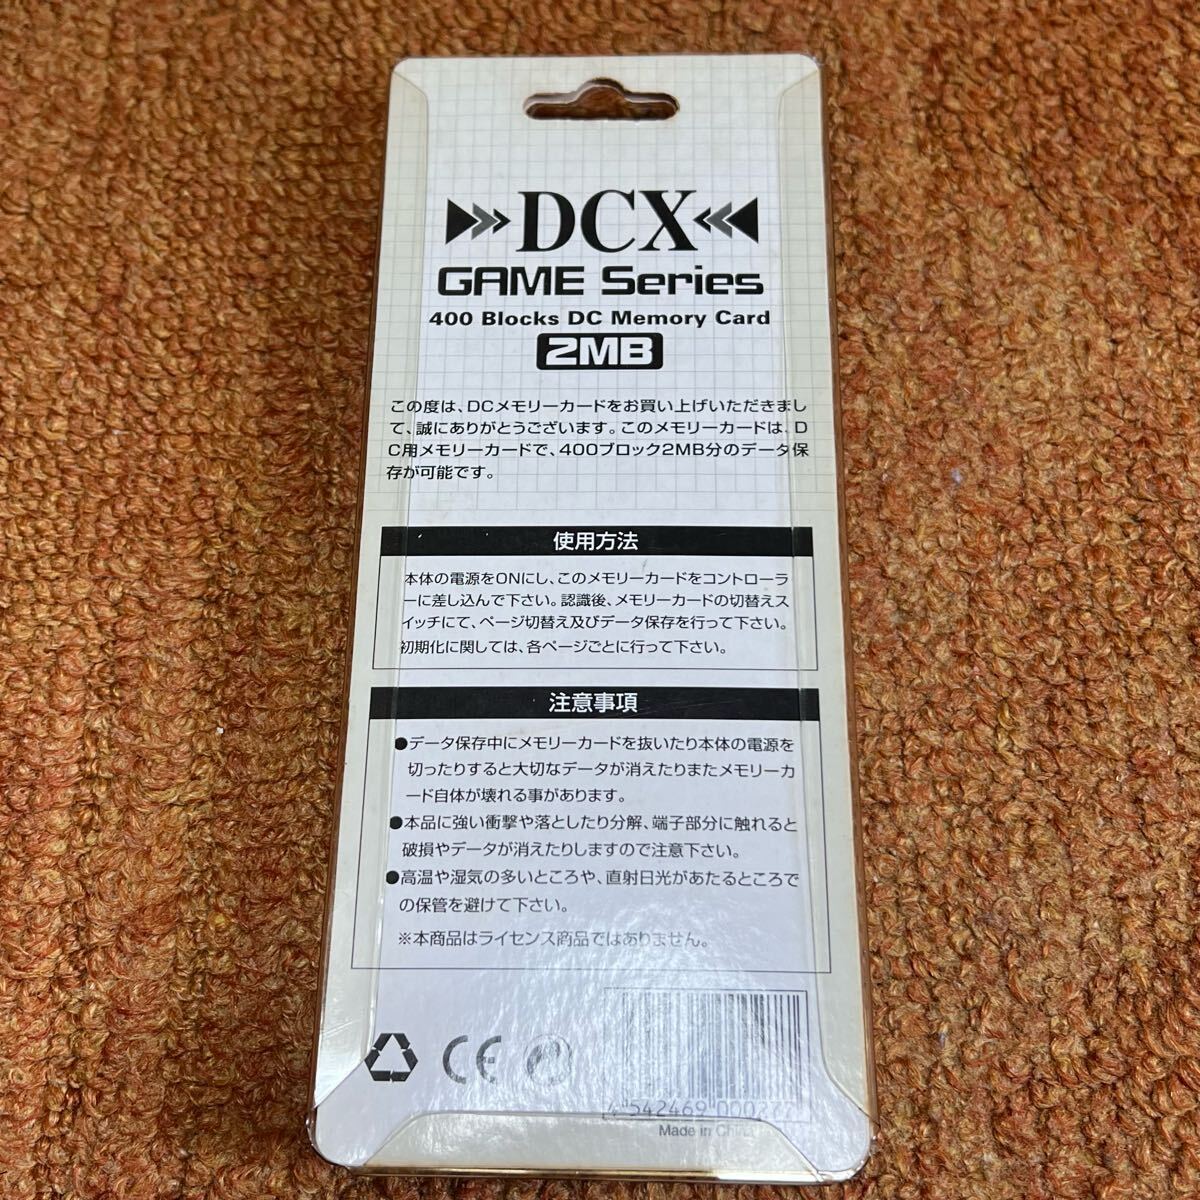 DCX
GAME Series
400 Blocks DC Memory Card
2MB
この度は、DCメモリーカードをお買い上げいただきまし
て、誠にありがとうございます。このメモリーカードは、D
C用メモリーカードで、400ブロック2MB分のデータ保
存が可能です。
使用方法
本体の電源をONにし、このメモリーカードをコントローラ
ーに差し込んで下さい。認識後、メモリーカードの切替えス
イッチにて、ページ切替え及びデータ保存を行って下さい。
初期化に関しては、各ページごとに行って下さい。
注意事項
●データ保存中にメモリーカードを抜いたり本体の電源を
切ったりすると大切なデータが消えたりまたメモリーカ
ード自体が壊れる事があります。
●本品に強い衝撃や落としたり分解、端子部分に触れると
破損やデータが消えたりしますので注意下さい。
●高温や湿気の多いところや、直射日光があたるところで
の保管を避けて下さい。
※本商品はライセンス商品ではありません。
CE
4 542469
Made in China